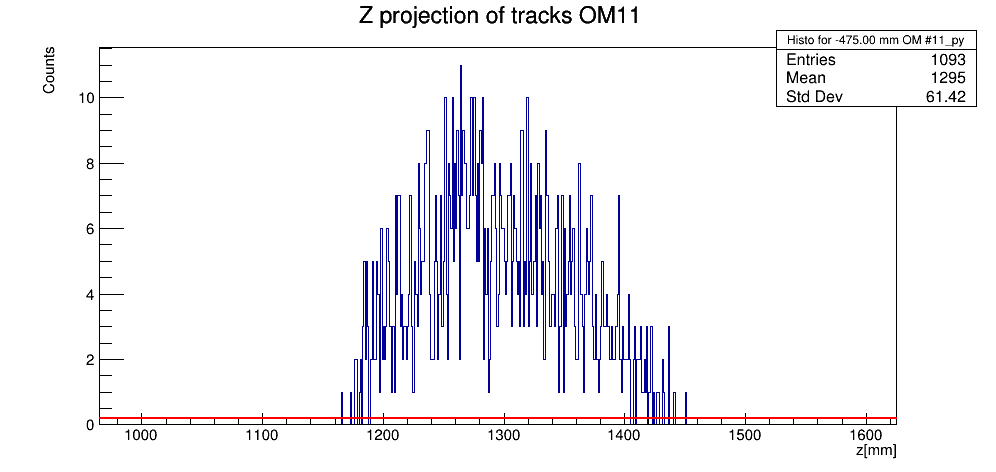 Z projection of tracks OM11
Histo for -475.00 mm OM #11_py
Entries 1093
Mean 1295
Std Dev 61.42
Counts
10
8
6
4
2
0
1000 1100 1200 1300 1400 1500 1600
z[mm]